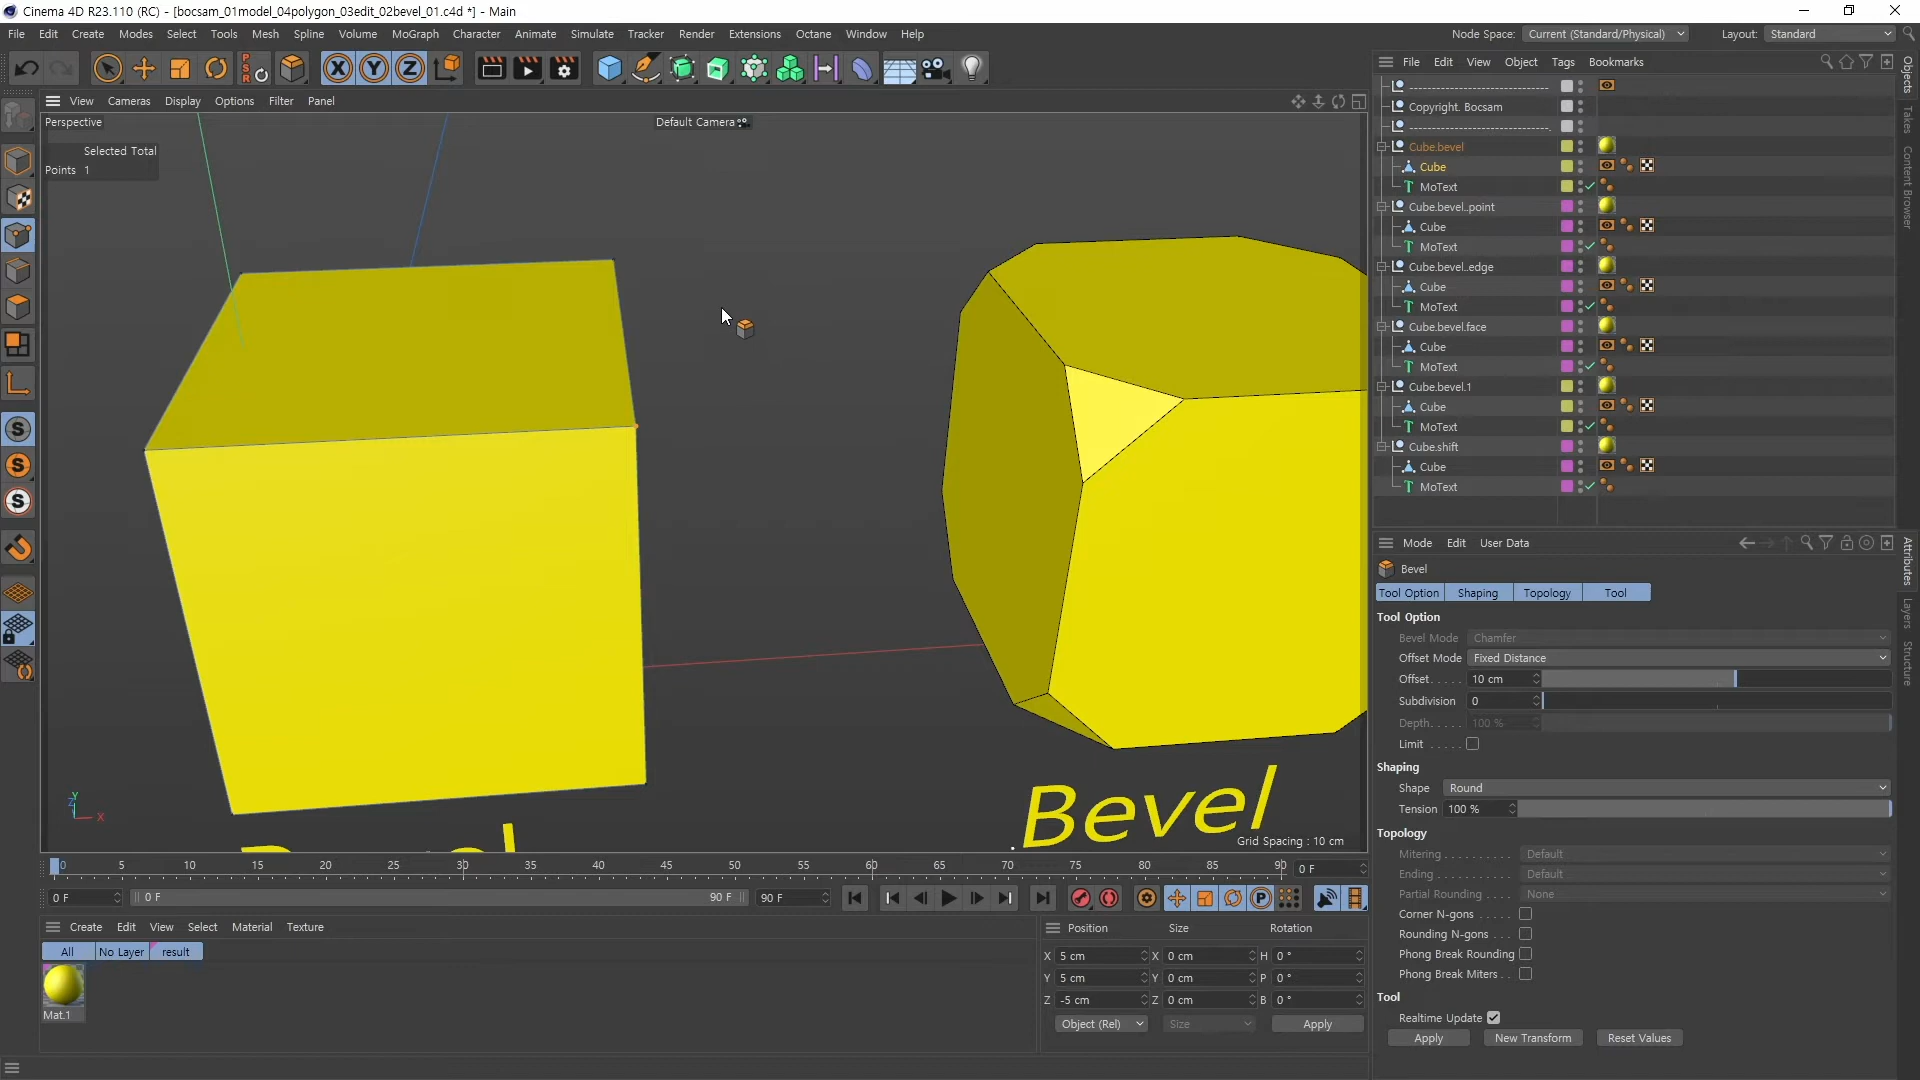 Cinema 4D R23.110 (RC) - [bocsam_01model_04polygon_03edit_02bevel_01.c4d *] - Main
File Edit Create Modes Select Tools Mesh Spline Volume MoGraph Character Animate Simulate Tracker Render Extensions Octane Window Help
Node Space: Current (Standard/Physical) Layout: Standard
View Cameras Display Options Filter Panel
Perspective
Default Camera
Selected Total
Points 1
Bevel
Grid Spacing : 10 cm
Y
Z
X
0 5 10 15 20 25 30 35 40 45 50 55 60 65 70 75 80 85 90
0 F
0 F
0 F
90 F
90 F
Create Edit View Select Material Texture
All No Layer result
Mat.1
Position Size Rotation
X 5 cm X 0 cm H 0 °
Y 5 cm Y 0 cm P 0 °
Z -5 cm Z 0 cm B 0 °
Object (Rel) Size Apply
File Edit View Object Tags Bookmarks
Copyright. Bocsam
Cube.bevel
Cube
MoText
Cube.bevel_point
Cube
MoText
Cube.bevel_edge
Cube
MoText
Cube.bevel.face
Cube
MoText
Cube.bevel.1
Cube
MoText
Cube.shift
Cube
MoText
Objects
Takes
Content Browser
Mode Edit User Data
Bevel
Tool Option Shaping Topology Tool
Tool Option
Bevel Mode Chamfer
Offset Mode Fixed Distance
Offset. . . . . 10 cm
Subdivision 0
Depth. . . . . 100 %
Limit . . . . .
Shaping
Shape Round
Tension 100 %
Topology
Mitering. . . . . . . . . . Default
Ending . . . . . . . . . . . Default
Partial Rounding . . . . None
Corner N-gons . . . . .
Rounding N-gons . . .
Phong Break Rounding
Phong Break Miters . .
Tool
Realtime Update
Apply New Transform Reset Values
Attributes
Layers
Structure